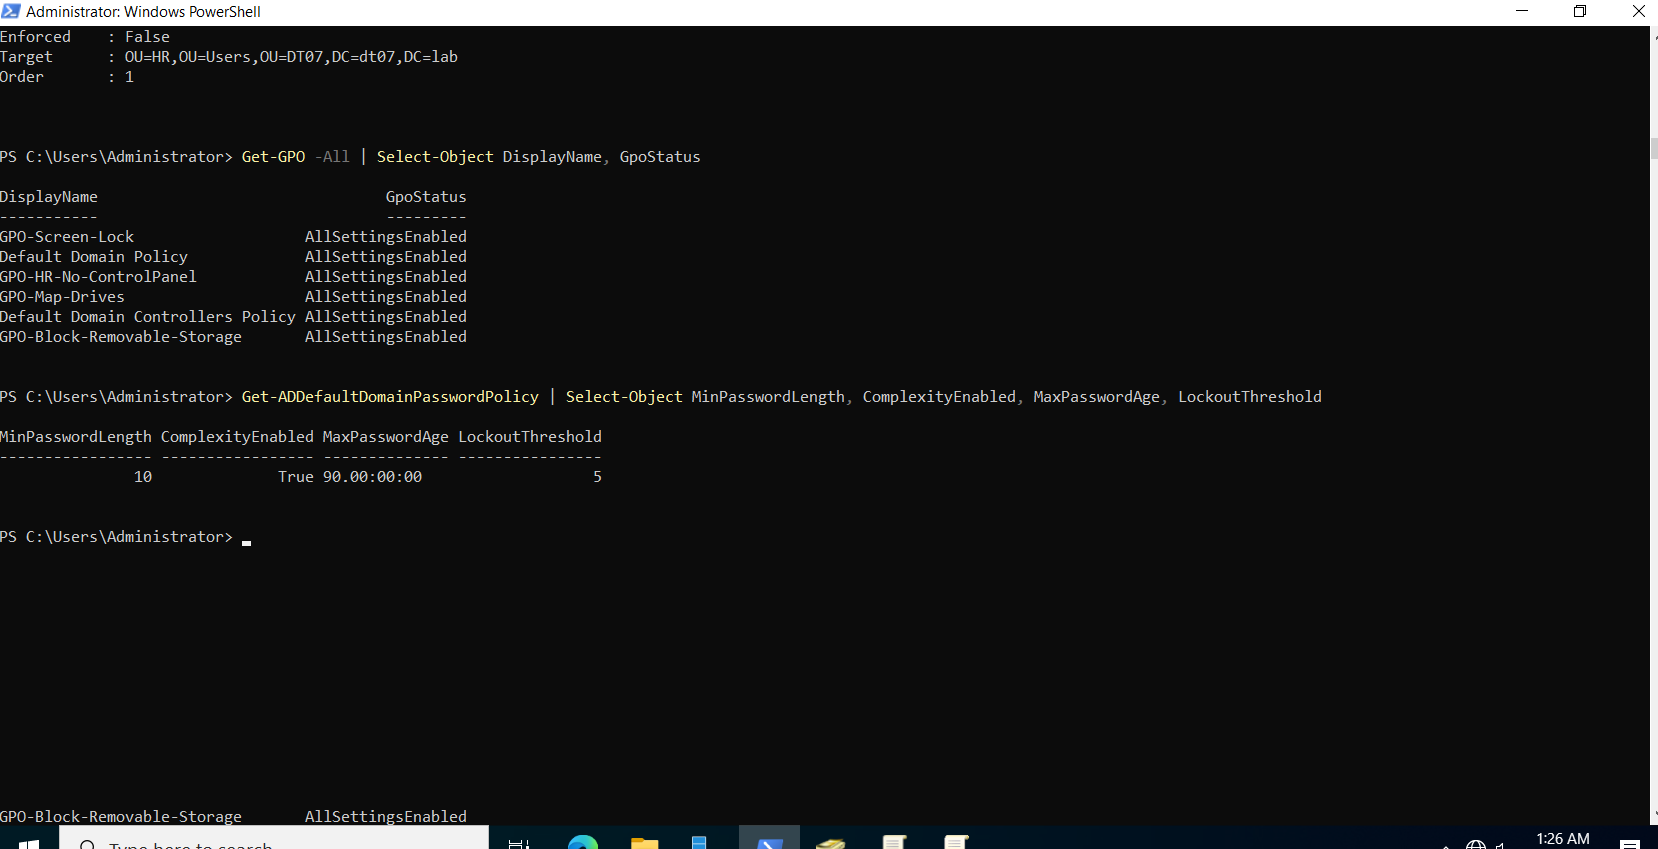 Administrator: Windows PowerShell
Enforced    : False
Target      : OU=HR,OU=Users,OU=DT07,DC=dt07,DC=lab
Order       : 1
PS C:\Users\Administrator> Get-GPO -All | Select-Object DisplayName, GpoStatus
DisplayName                                GpoStatus
-----------                                ---------
GPO-Screen-Lock                   AllSettingsEnabled
Default Domain Policy             AllSettingsEnabled
GPO-HR-No-ControlPanel            AllSettingsEnabled
GPO-Map-Drives                    AllSettingsEnabled
Default Domain Controllers Policy AllSettingsEnabled
GPO-Block-Removable-Storage       AllSettingsEnabled
PS C:\Users\Administrator> Get-ADDefaultDomainPasswordPolicy | Select-Object MinPasswordLength, ComplexityEnabled, MaxPasswordAge, LockoutThreshold
MinPasswordLength ComplexityEnabled MaxPasswordAge LockoutThreshold
----------------- ----------------- -------------- ----------------
               10              True 90.00:00:00                   5
PS C:\Users\Administrator>
GPO-Block-Removable-Storage       AllSettingsEnabled
Type here to search
1:26 AM